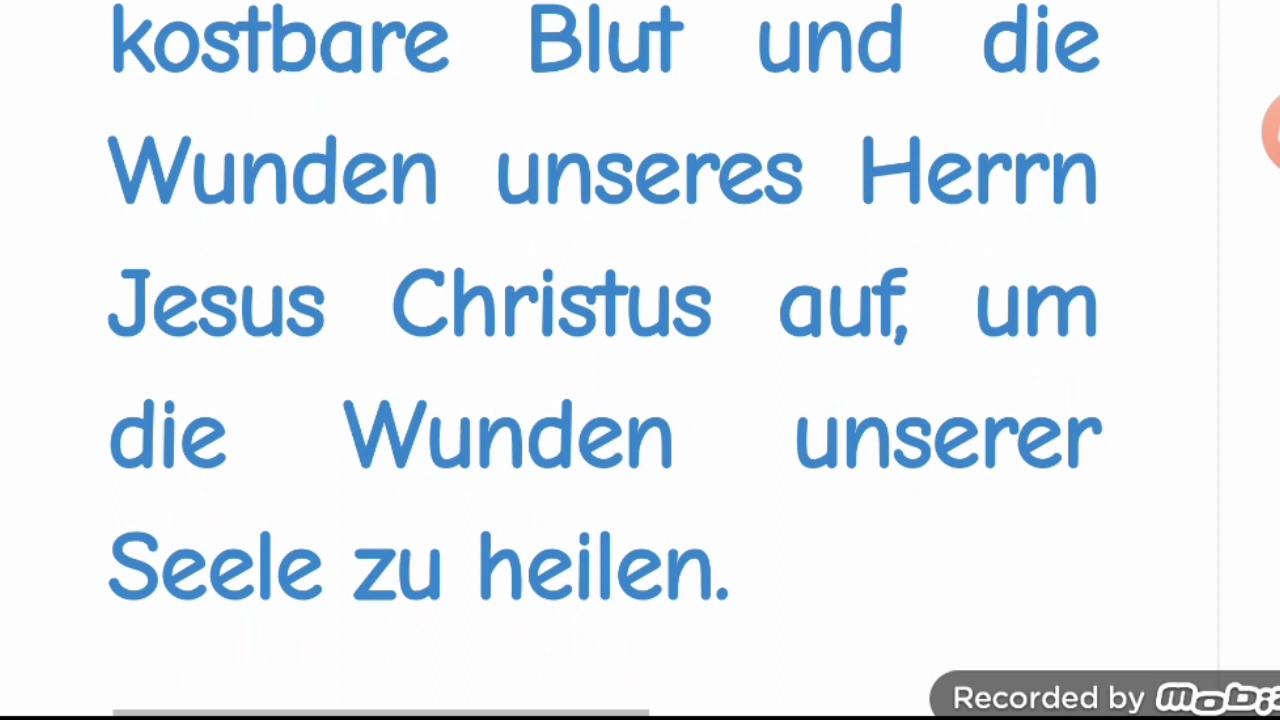 kostbare Blut und die
Wunden unseres Herrn
Jesus Christus auf, um
die Wunden unserer
Seele zu heilen.
Recorded by